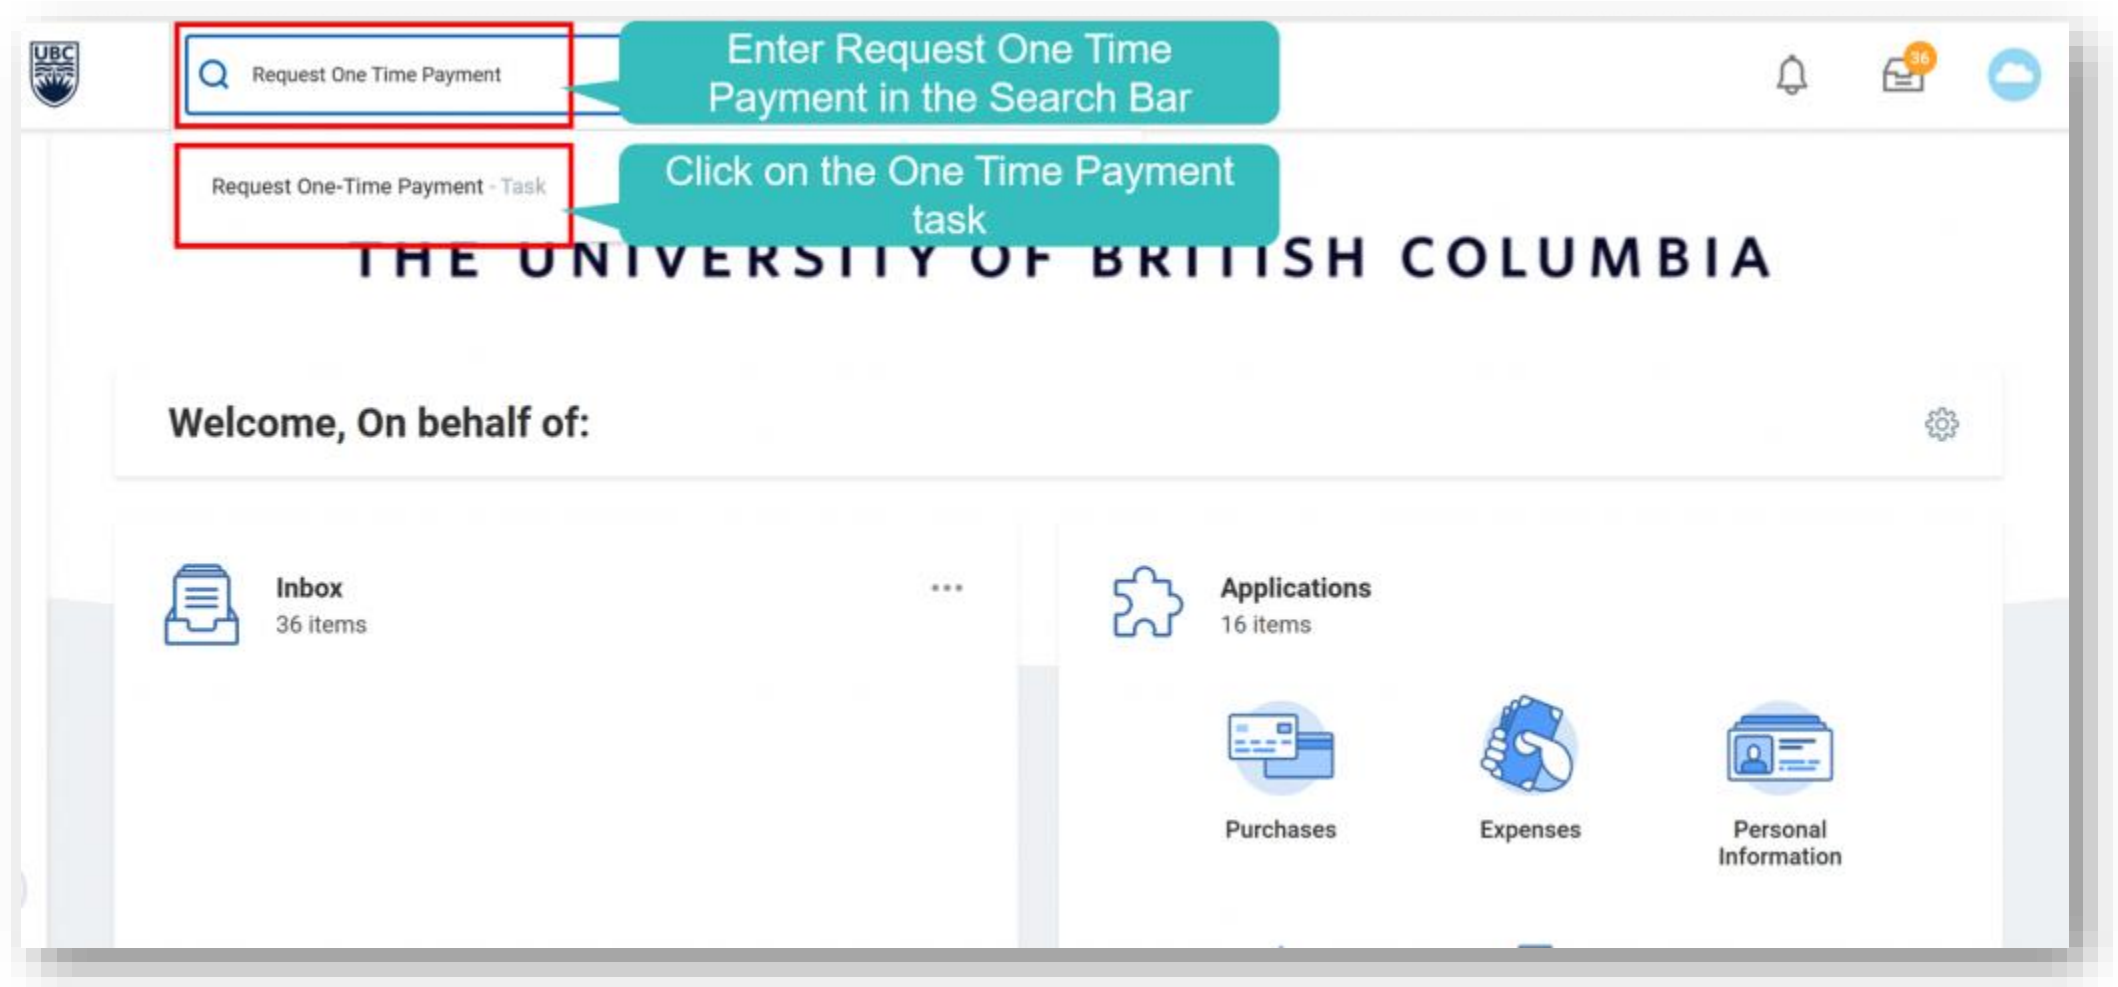 UBC
Request One Time Payment
Enter Request One Time
Payment in the Search Bar
36
Request One-Time Payment - Task
Click on the One Time Payment
task
THE UNIVERSITY OF BRITISH COLUMBIA
Welcome, On behalf of:
Inbox
36 items
Applications
16 items
Purchases
Expenses
Personal
Information